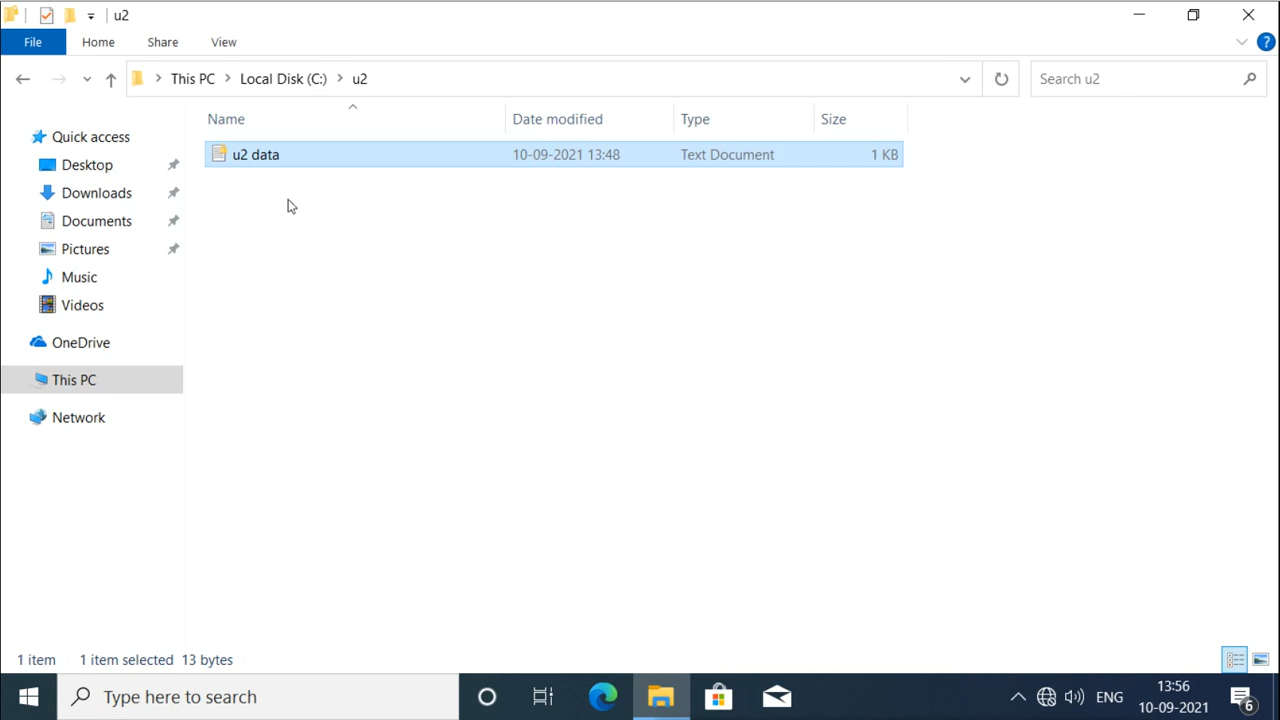 u2
File Home Share View
This PC Local Disk (C:) u2
Search u2
Name Date modified Type Size
u2 data 10-09-2021 13:48 Text Document 1 KB
Quick access
Desktop
Downloads
Documents
Pictures
Music
Videos
OneDrive
This PC
Network
1 item 1 item selected 13 bytes
Type here to search
ENG
13:56
10-09-2021
6